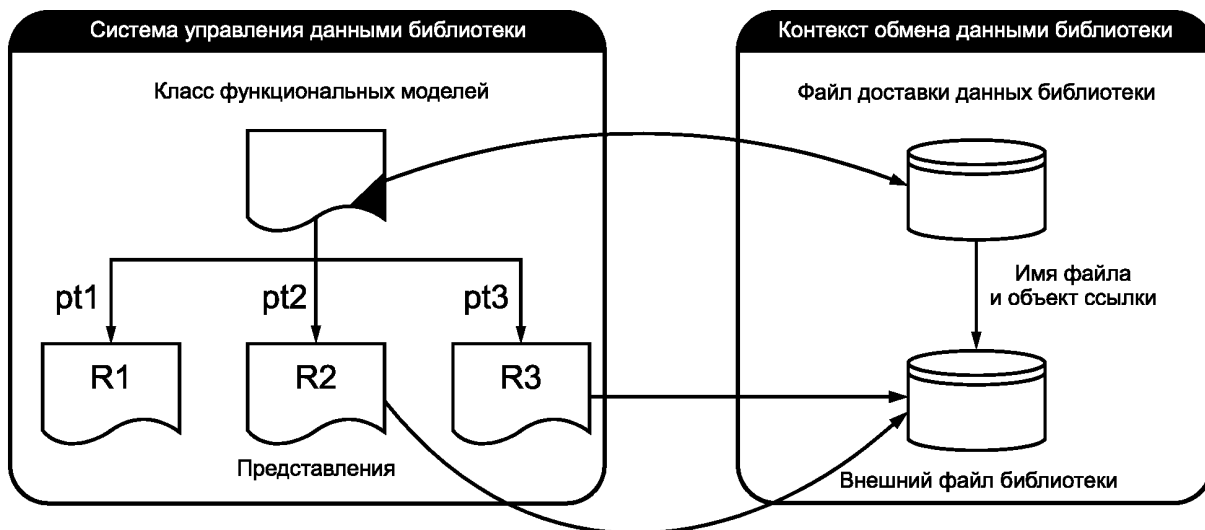 Система управления данными библиотеки
Контекст обмена данными библиотеки
Класс функциональных моделей
Файл доставки данных библиотеки
pt1
pt2
pt3
Имя файла
и объект ссылки
R1
R2
R3
Представления
Внешний файл библиотеки